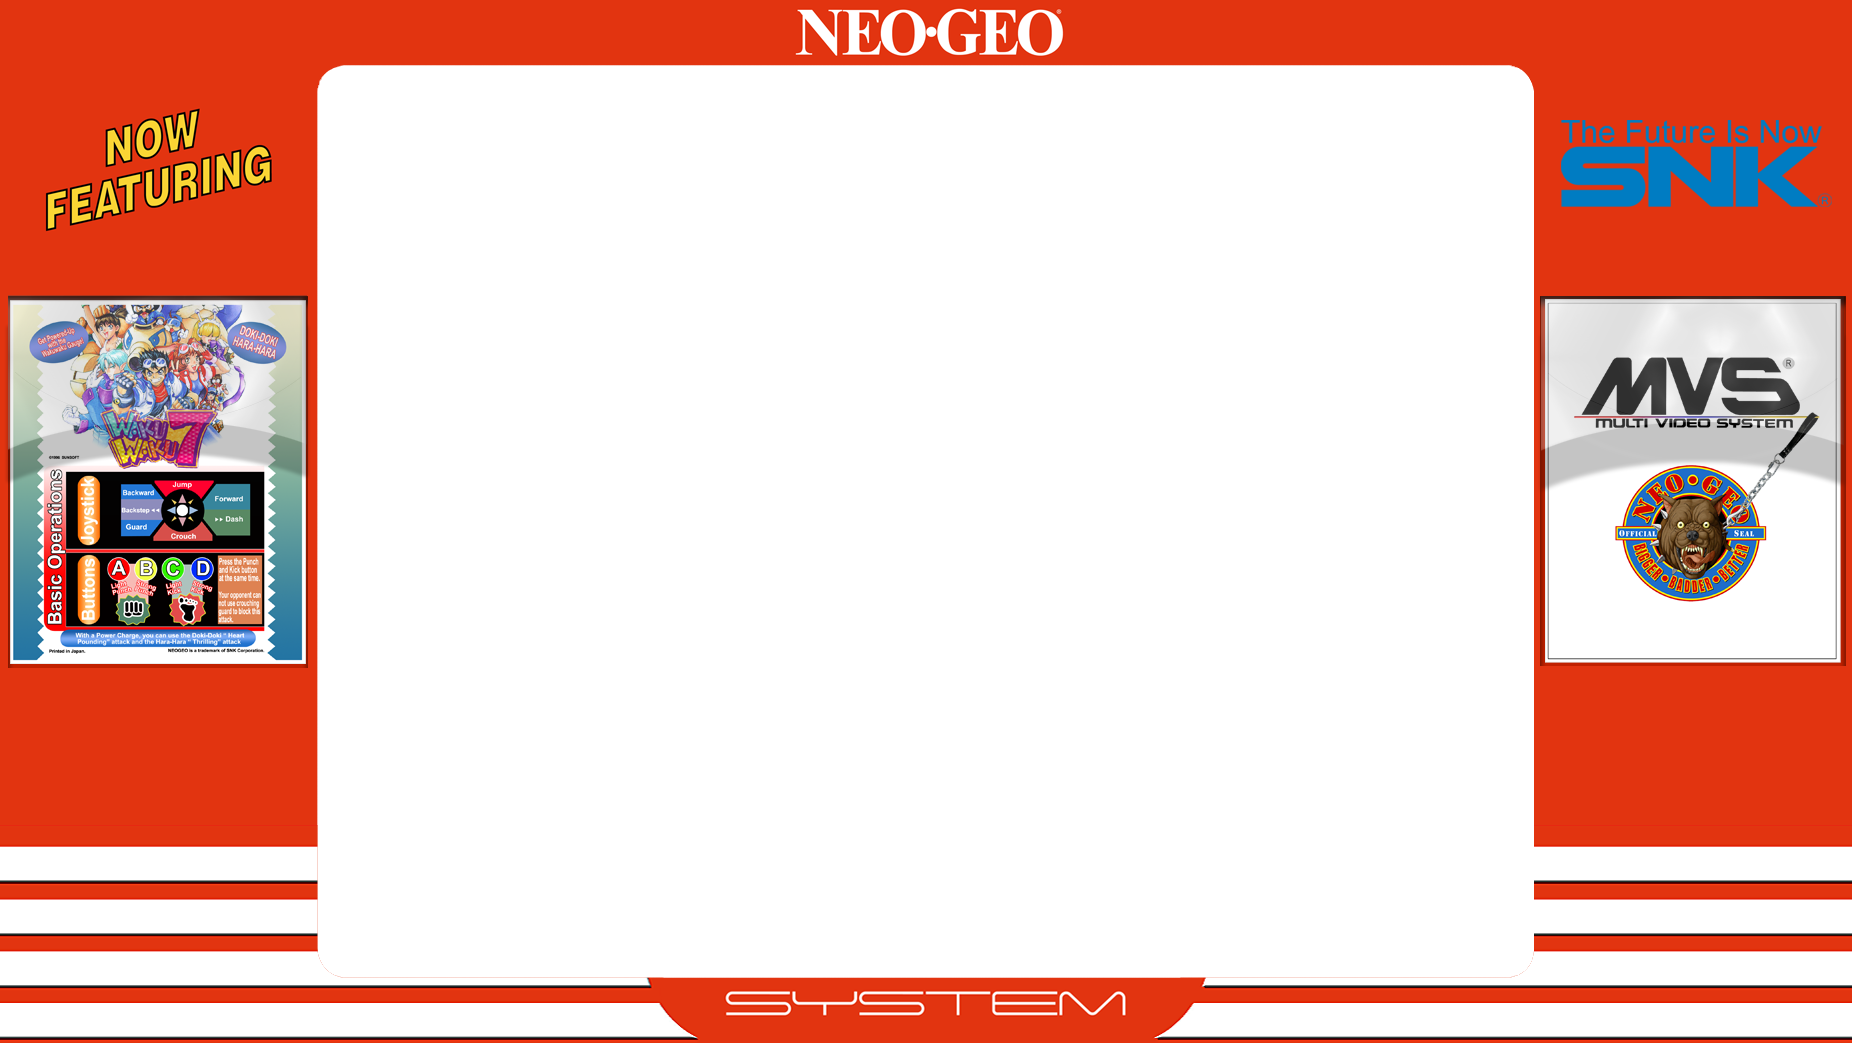 NEO•GEO®
NOW
FEATURING
The Future Is Now
SNK®
Get Powered-Up
with the
Wakuwaku Gauge!
DOKI-DOKI
HARA-HARA
WAKU
WAKU 7
©1996 SUNSOFT
Basic Operations
Joystick
Jump
Backward
Forward
Backstep ◄◄
►► Dash
Guard
Crouch
Buttons
A B C D
Light Punch
Strong Punch
Light Kick
Strong Kick
Press the Punch
and Kick button
at the same time.
Your opponent can
not use crouching
guard to block this
attack.
With a Power Charge, you can use the Doki-Doki " Heart
Pounding" attack and the Hara-Hara " Thrilling" attack
Printed in Japan.
NEOGEO is a trademark of SNK Corporation.
MVS®
MULTI VIDEO SYSTEM
NEO•GEO
OFFICIAL SEAL
BIGGER•BADDER•BETTER
SYSTEM